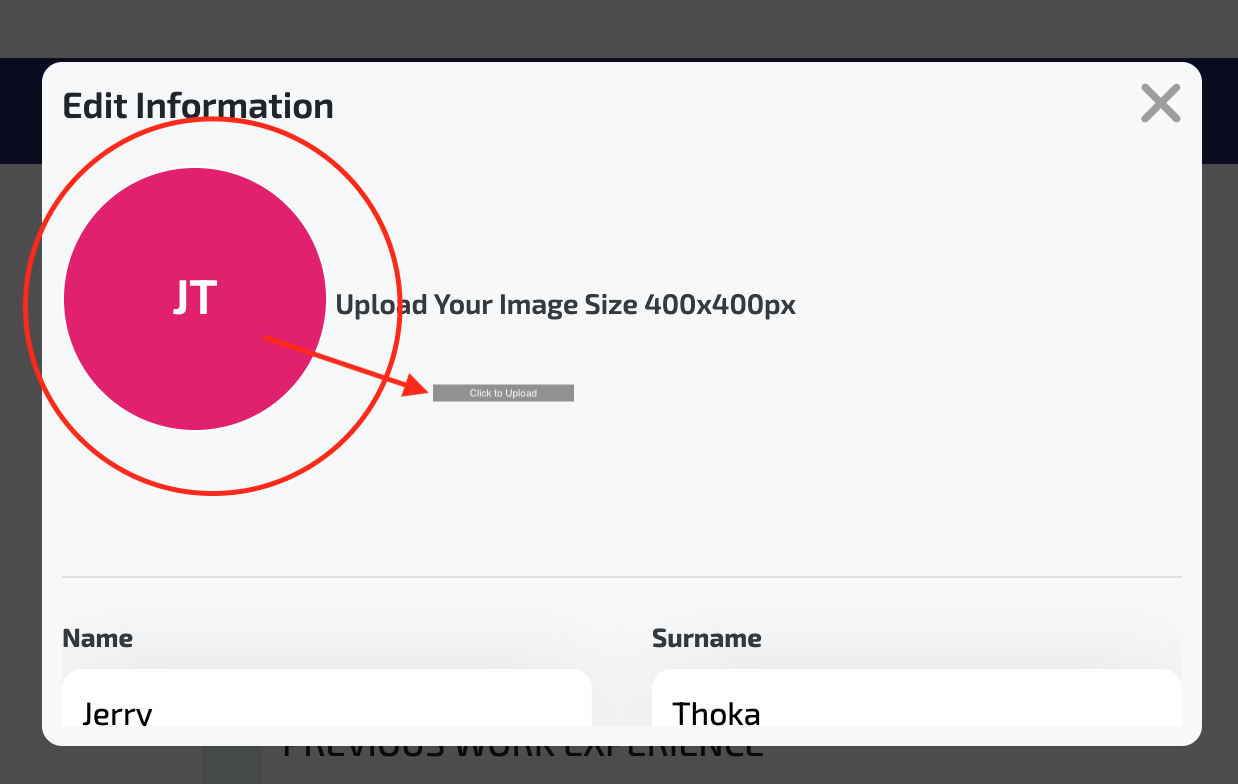 Edit Information
JT
Upload Your Image Size 400x400px
Click to Upload
Name
Surname
Jerry
Thoka
PREVIOUS WORK EXPERIENCE